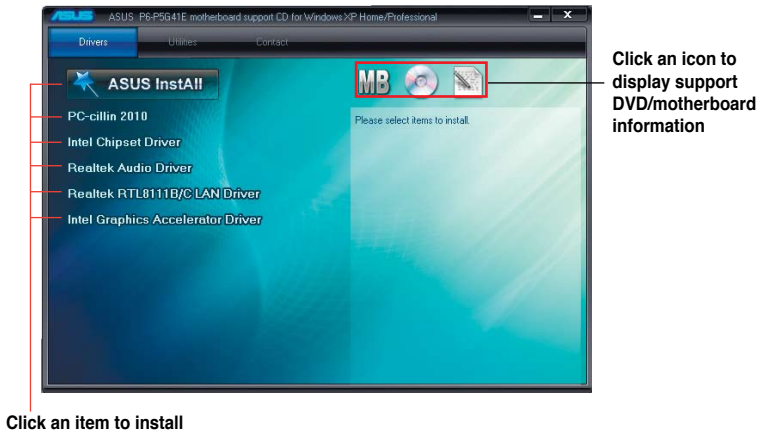 ASUS P6-P5G41E motherboard support CD for Windows XP Home/Professional
Drivers Utilities Contact
ASUS InstAll
PC-cillin 2010
Intel Chipset Driver
Realtek Audio Driver
Realtek RTL8111B/C LAN Driver
Intel Graphics Accelerator Driver
MB
Please select items to install.
Click an icon to
display support
DVD/motherboard
information
Click an item to install